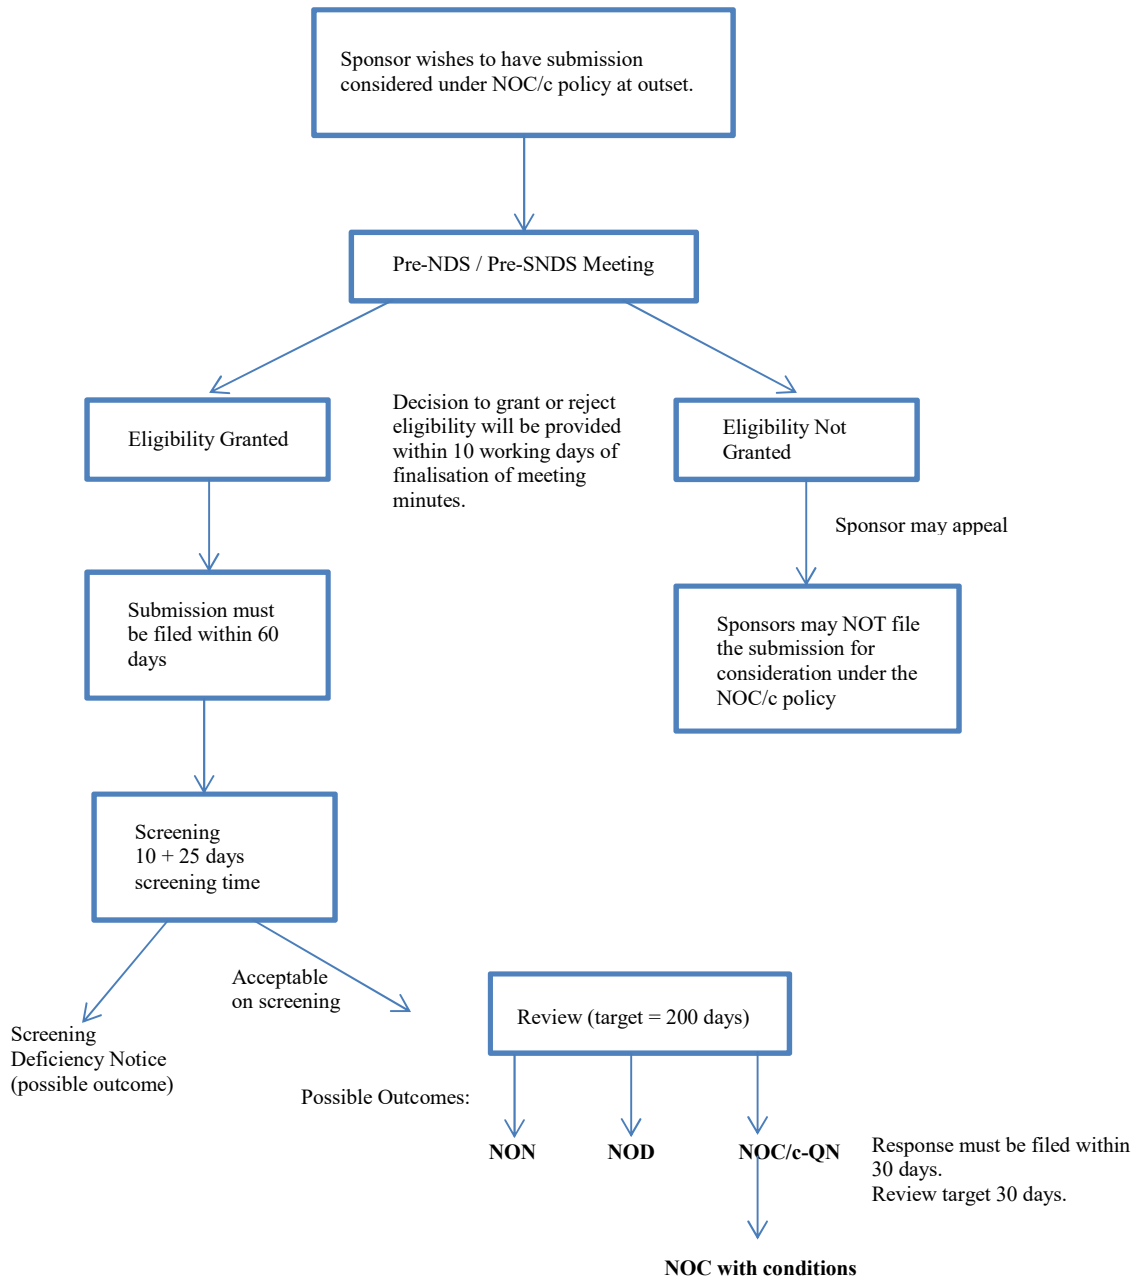 Sponsor wishes to have submission
considered under NOC/c policy at outset.
Pre-NDS / Pre-SNDS Meeting
Decision to grant or reject
eligibility will be provided
within 10 working days of
finalisation of meeting
minutes.
Eligibility Granted
Eligibility Not
Granted
Sponsor may appeal
Submission must
be filed within 60
days
Sponsors may NOT file
the submission for
consideration under the
NOC/c policy
Screening
10 + 25 days
screening time
Acceptable
on screening
Screening
Deficiency Notice
(possible outcome)
Review (target = 200 days)
Possible Outcomes:
NON
NOD
NOC/c-QN
Response must be filed within
30 days.
Review target 30 days.
NOC with conditions